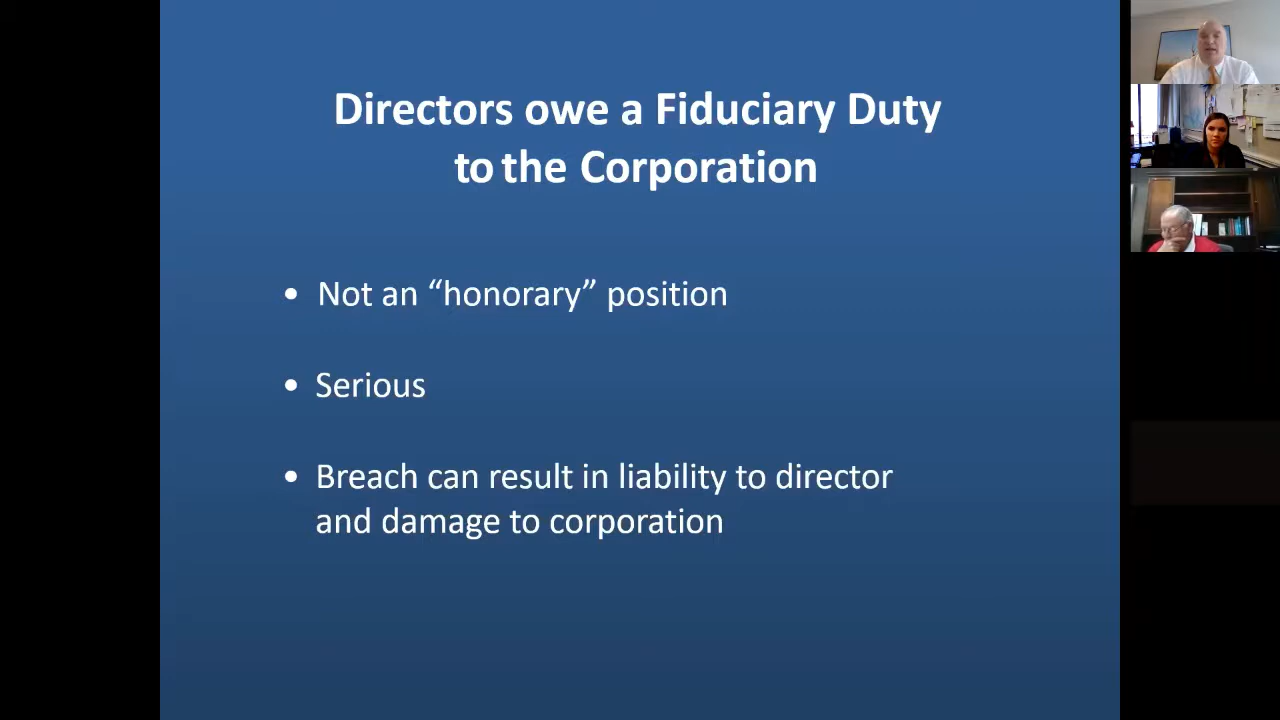 Directors owe a Fiduciary Duty
to the Corporation
• Not an “honorary” position
• Serious
• Breach can result in liability to director
and damage to corporation